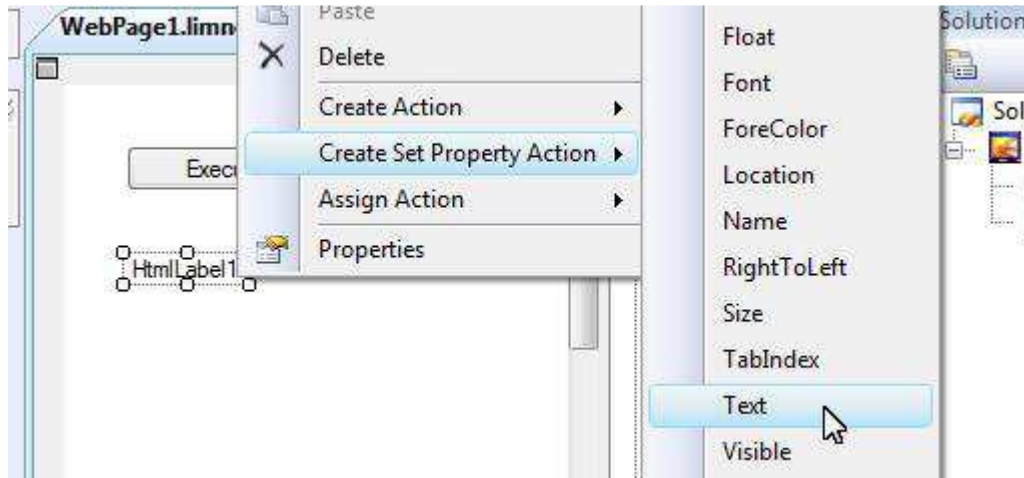 WebPage1.limn
Paste
Delete
Create Action
Create Set Property Action
Assign Action
Properties
Execu
HtmlLabel1
Float
Font
ForeColor
Location
Name
RightToLeft
Size
TabIndex
Text
Visible
Solution
Sol